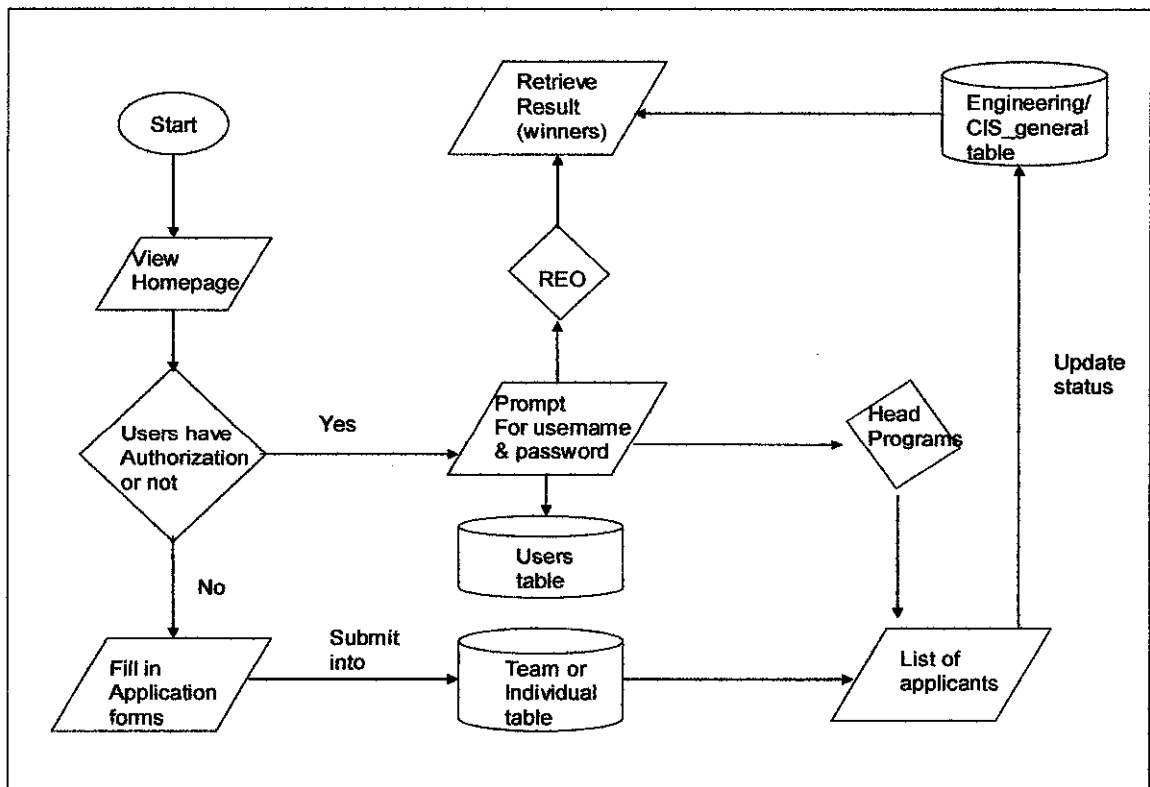 Start
Retrieve
Result
(winners)
Engineering/
CIS_general
table
View
Homepage
REO
Update
status
Users have
Authorization
or not
Yes
Prompt
For username
& password
Head
Programs
Users
table
No
Submit
into
Fill in
Application
forms
Team or
Individual
table
List of
applicants